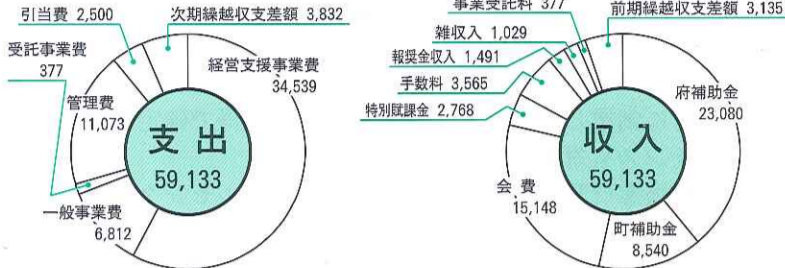 引当費 2,500
次期繰越収支差額 3,832
受託事業費
377
経営支援事業費
34,539
管理費
11,073
支出
59,133
一般事業費
6,812
事業受託料 377
前期繰越収支差額 3,135
雑収入 1,029
報奨金収入 1,491
手数料 3,565
特別賦課金 2,768
府補助金
23,080
収入
59,133
会費
15,148
町補助金
8,540